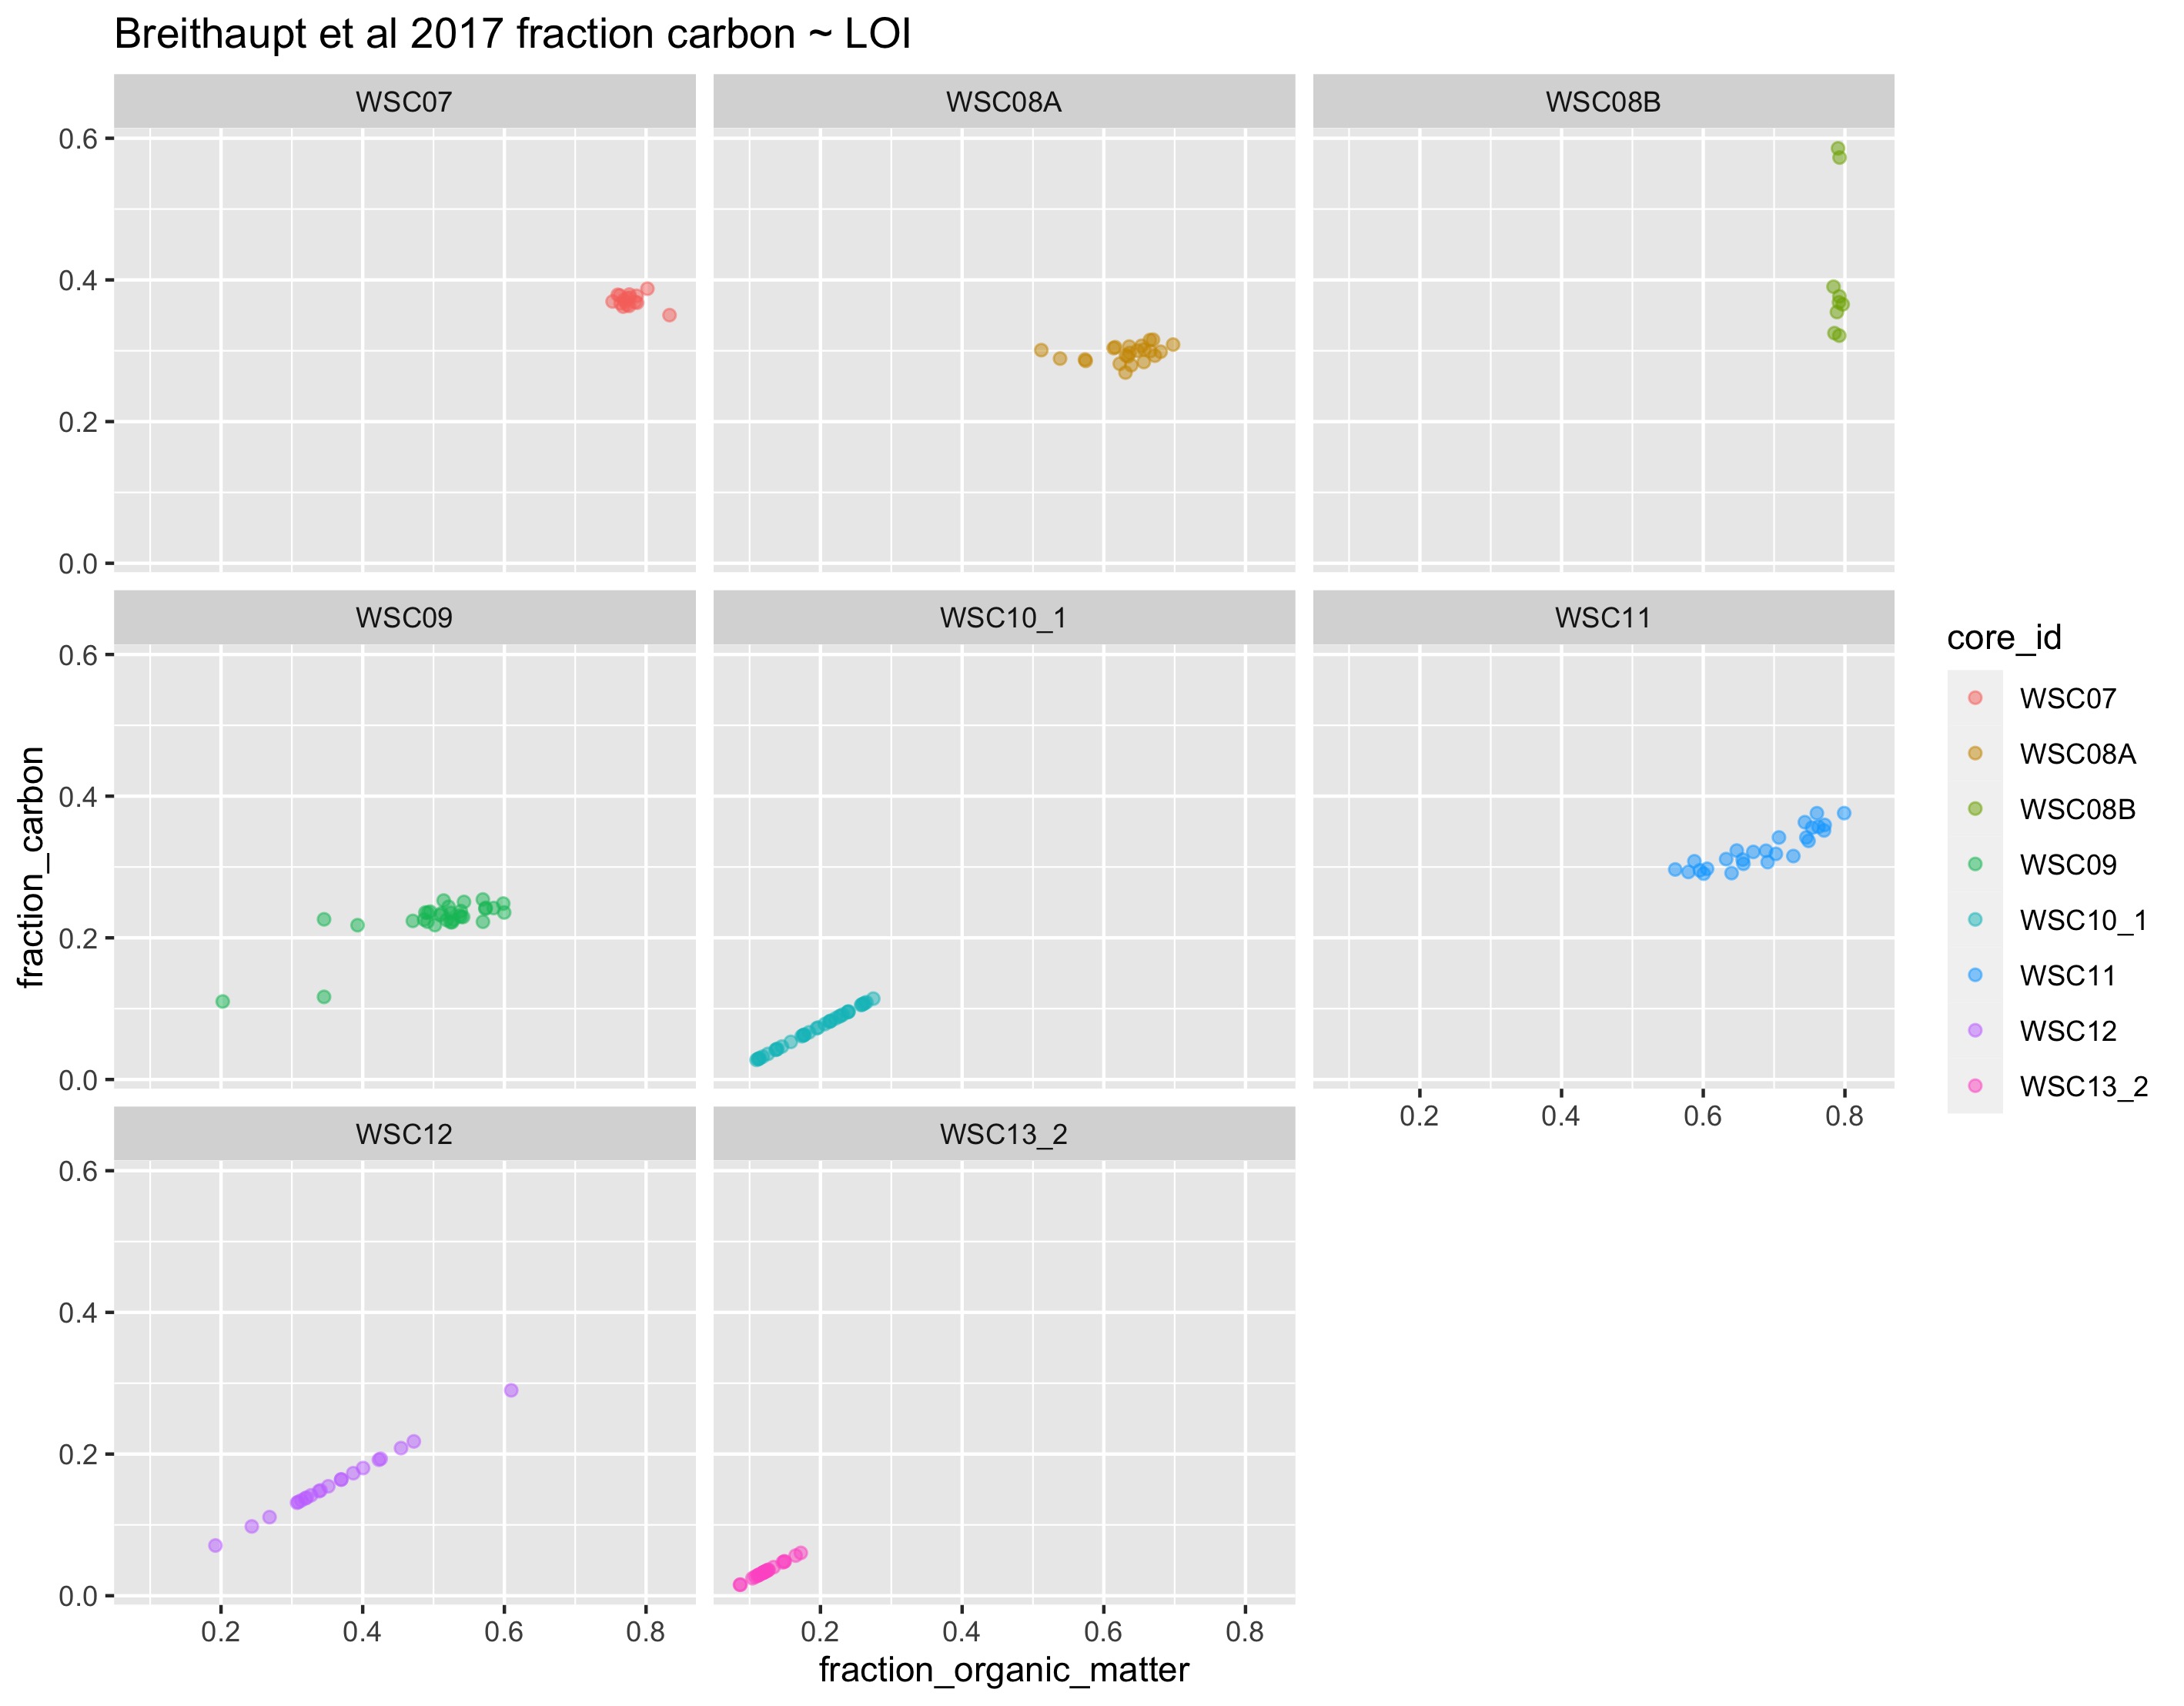 Breithaupt et al 2017 fraction carbon ~ LOI
WSC07 WSC08A WSC08B
0.6
0.4
0.2
0.0
WSC09 WSC10_1 WSC11
0.6
0.4
0.2
0.0
0.2 0.4 0.6 0.8
WSC12 WSC13_2
0.6
0.4
0.2
0.0
0.2 0.4 0.6 0.8 0.2 0.4 0.6 0.8
fraction_organic_matter
fraction_carbon
core_id
WSC07
WSC08A
WSC08B
WSC09
WSC10_1
WSC11
WSC12
WSC13_2